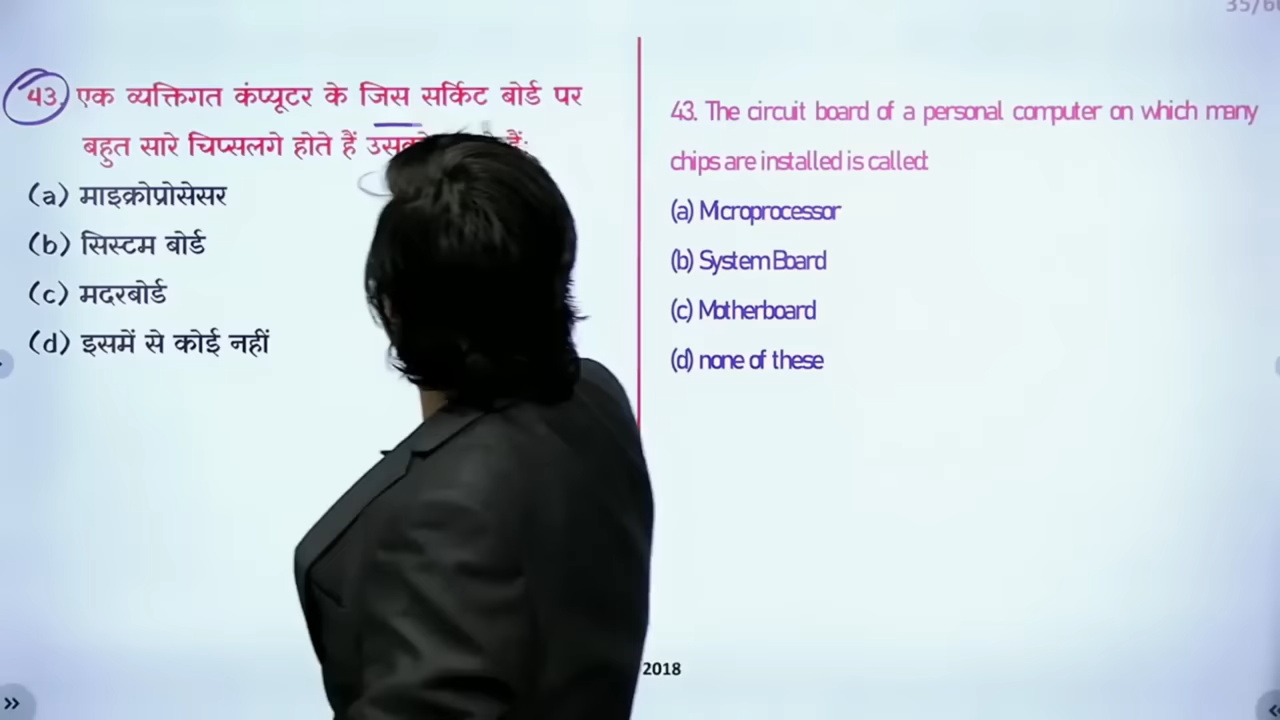 35/60
43. एक व्यक्तिगत कंप्यूटर के जिस सर्किट बोर्ड पर
बहुत सारे चिप्सलगे होते हैं हैं:
(a) माइक्रोप्रोसेसर
(b) सिस्टम बोर्ड
(c) मदरबोर्ड
(d) इसमें से कोई नहीं
43. The circuit board of a personal computer on which many
chips are installed is called:
(a) Microprocessor
(b) System Board
(c) Motherboard
(d) none of these
2018